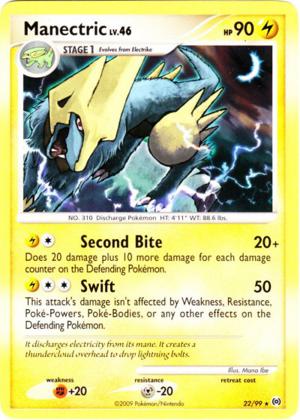 Manectric LV.46 HP 90
STAGE 1 Evolves from Electrike
NO. 310 Discharge Pokémon HT: 4'11" WT: 88.6 lbs.
Second Bite 20+
Does 20 damage plus 10 more damage for each damage
counter on the Defending Pokémon.
Swift 50
This attack's damage isn't affected by Weakness, Resistance,
Poké-Powers, Poké-Bodies, or any other effects on the
Defending Pokémon.
It discharges electricity from its mane. It creates a
thundercloud overhead to drop lightning bolts.
weakness resistance retreat cost
+20 -20
Illus. Mana
©2009 Pokémon/Nintendo 22/99